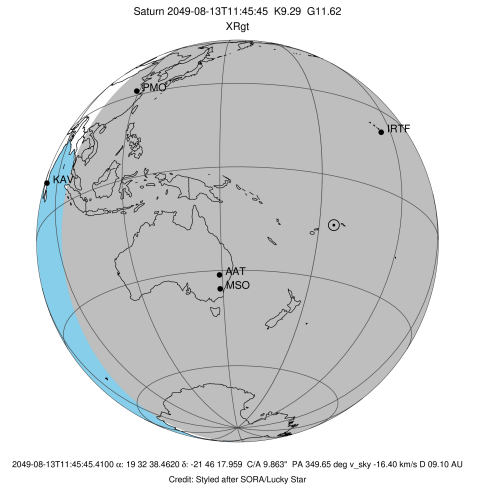 Saturn 2049-08-13T11:45:45 K9.29 G11.62
XRgt
PMO
IRTF
KAV
AAT
MSO
2049-08-13T11:45:45.4100 α: 19 32 38.4620 δ: -21 46 17.959 C/A 9.863" PA 349.65 deg v_sky -16.40 km/s D 09.10 AU
Credit: Styled after SORA/Lucky Star